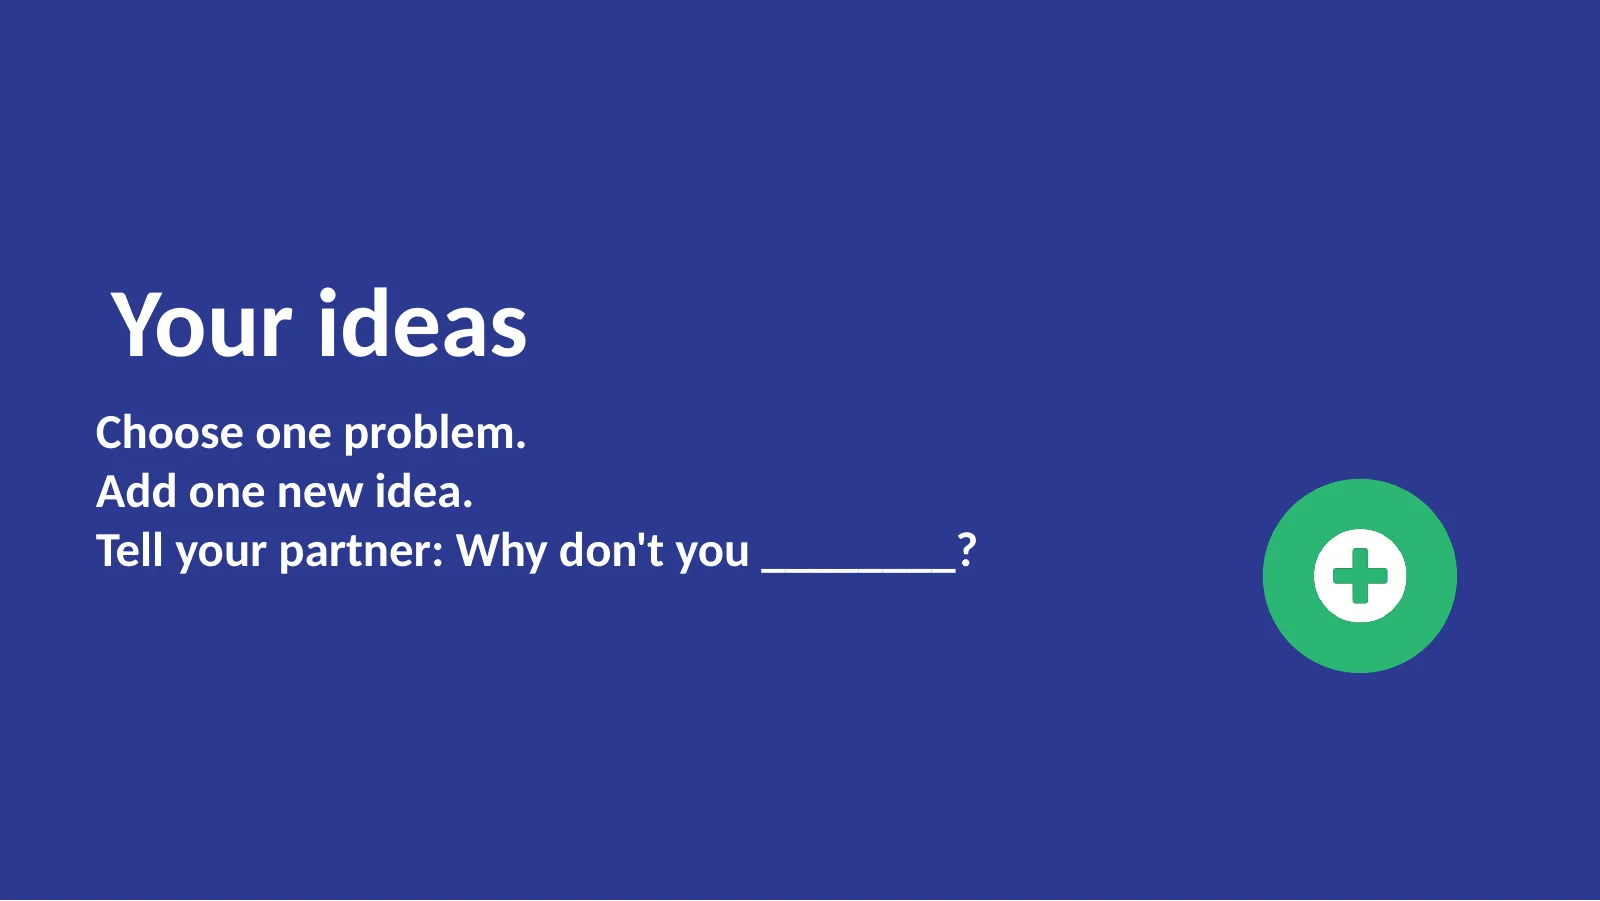 Your ideas
Choose one problem.
Add one new idea.
Tell your partner: Why don't you ________?